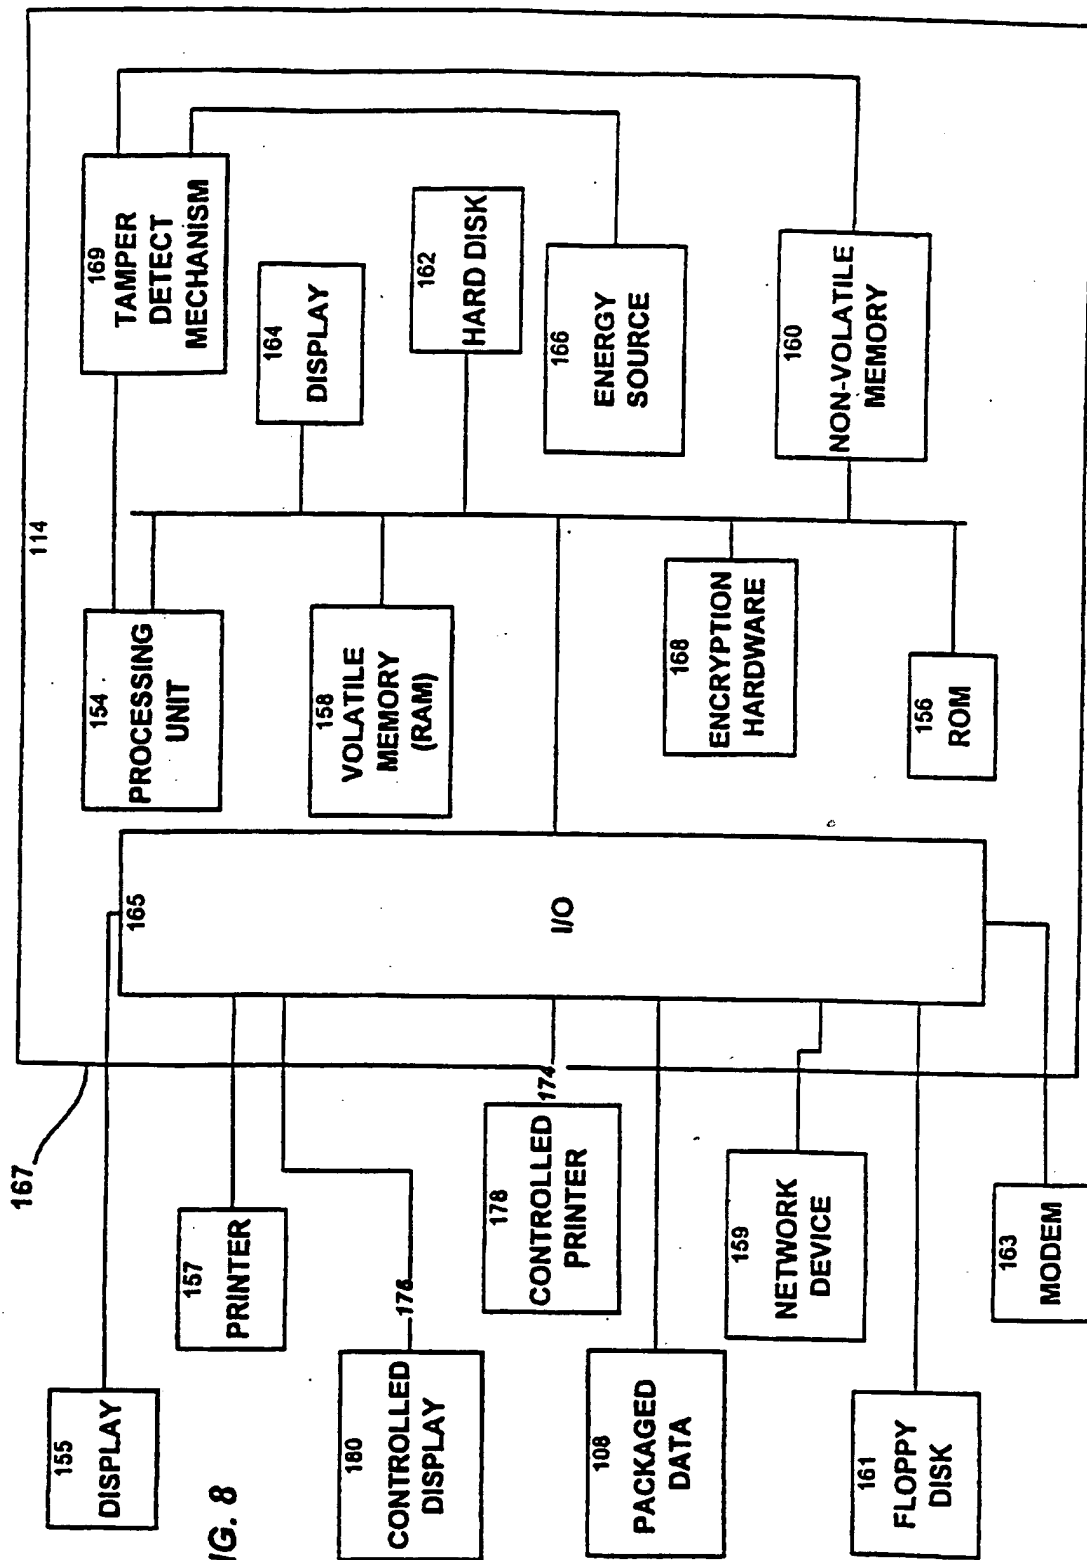 167
114
155
DISPLAY
157
PRINTER
IG. 8
180
CONTROLLED
DISPLAY
176
178
CONTROLLED
PRINTER
174
108
PACKAGED
DATA
159
NETWORK
DEVICE
161
FLOPPY
DISK
163
MODEM
165
I/O
154
PROCESSING
UNIT
158
VOLATILE
MEMORY
(RAM)
168
ENCRYPTION
HARDWARE
156
ROM
169
TAMPER
DETECT
MECHANISM
164
DISPLAY
162
HARD DISK
166
ENERGY
SOURCE
160
NON-VOLATILE
MEMORY